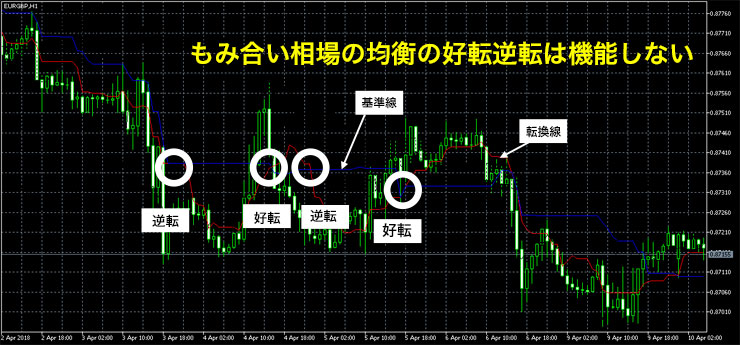 EURGBP,H1
もみ合い相場の均衡の好転逆転は機能しない
0.87760
0.87710
0.87660
0.87610
0.87560
0.87510
0.87460
0.87410
0.87360
0.87310
0.87260
0.87210
0.87155
0.87110
0.87060
0.87010
基準線
転換線
逆転
好転
逆転
好転
2 Apr 2018
2 Apr 18:00
3 Apr 02:00
3 Apr 10:00
3 Apr 18:00
4 Apr 02:00
4 Apr 10:00
4 Apr 18:00
5 Apr 02:00
5 Apr 10:00
5 Apr 18:00
6 Apr 02:00
6 Apr 10:00
6 Apr 18:00
9 Apr 02:00
9 Apr 10:00
9 Apr 18:00
10 Apr 02:00